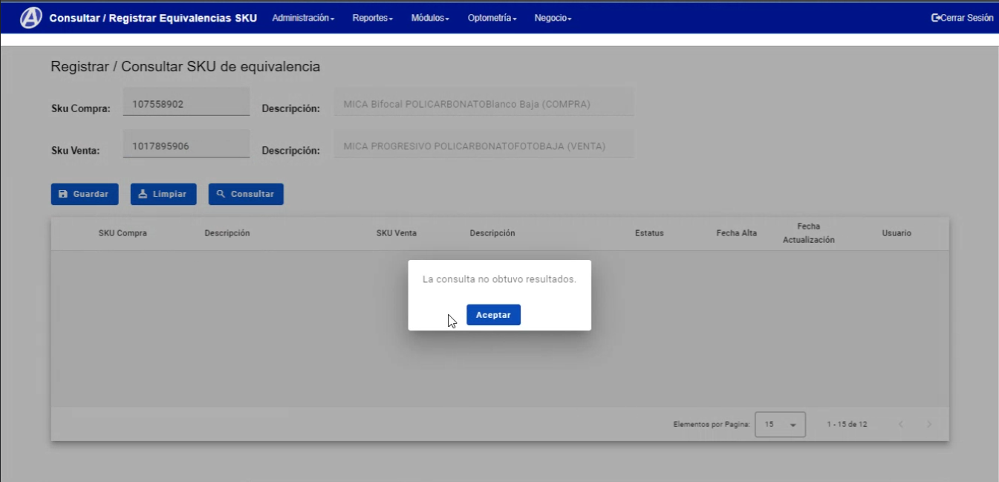 Consultar / Registrar Equivalencias SKU Administración Reportes Módulos Optometría Negocio Cerrar Sesión
Registrar / Consultar SKU de equivalencia
Sku Compra: 107558902 Descripción: MICA Bifocal POLICARBONATOBlanco Baja (COMPRA)
Sku Venta: 1017895906 Descripción: MICA PROGRESIVO POLICARBONATOFOTOBAJA (VENTA)
Guardar Limpiar Consultar
SKU Compra Descripción SKU Venta Descripción Estatus Fecha Alta Fecha Actualización Usuario
La consulta no obtuvo resultados.
Aceptar
Elementos por Pagina: 15 1 - 15 de 12